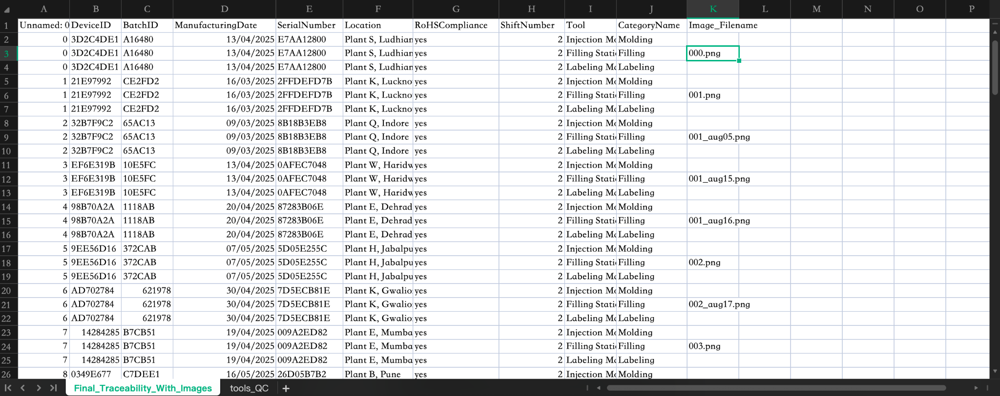 A B C D E F G H I J K L M N O P
1 Unnamed: 0 DeviceID BatchID ManufacturingDate SerialNumber Location RoHSCompliance ShiftNumber Tool CategoryName Image_Filename
2 0 3D2C4DE1 A16480 13/04/2025 E7AA12800 Plant S, Ludhian yes 2 Injection Mo Molding
3 0 3D2C4DE1 A16480 13/04/2025 E7AA12800 Plant S, Ludhian yes 2 Filling Stati Filling 000.png
4 0 3D2C4DE1 A16480 13/04/2025 E7AA12800 Plant S, Ludhian yes 2 Labeling Mo Labeling
5 1 21E97992 CE2FD2 16/03/2025 2FFDEFD7B Plant K, Luckno yes 2 Injection Mo Molding
6 1 21E97992 CE2FD2 16/03/2025 2FFDEFD7B Plant K, Luckno yes 2 Filling Stati Filling 001.png
7 1 21E97992 CE2FD2 16/03/2025 2FFDEFD7B Plant K, Luckno yes 2 Labeling Mo Labeling
8 2 32B7F9C2 65AC13 09/03/2025 8B18B3EB8 Plant Q, Indore yes 2 Injection Mo Molding
9 2 32B7F9C2 65AC13 09/03/2025 8B18B3EB8 Plant Q, Indore yes 2 Filling Stati Filling 001_aug05.png
10 2 32B7F9C2 65AC13 09/03/2025 8B18B3EB8 Plant Q, Indore yes 2 Labeling Mo Labeling
11 3 EF6E319B 10E5FC 13/04/2025 0AFEC7048 Plant W, Haridw yes 2 Injection Mo Molding
12 3 EF6E319B 10E5FC 13/04/2025 0AFEC7048 Plant W, Haridw yes 2 Filling Stati Filling 001_aug15.png
13 3 EF6E319B 10E5FC 13/04/2025 0AFEC7048 Plant W, Haridw yes 2 Labeling Mo Labeling
14 4 98B70A2A 1118AB 20/04/2025 87283B06E Plant E, Dehrad yes 2 Injection Mo Molding
15 4 98B70A2A 1118AB 20/04/2025 87283B06E Plant E, Dehrad yes 2 Filling Stati Filling 001_aug16.png
16 4 98B70A2A 1118AB 20/04/2025 87283B06E Plant E, Dehrad yes 2 Labeling Mo Labeling
17 5 9EE56D16 372CAB 07/05/2025 5D05E255C Plant H, Jabalpu yes 2 Injection Mo Molding
18 5 9EE56D16 372CAB 07/05/2025 5D05E255C Plant H, Jabalpu yes 2 Filling Stati Filling 002.png
19 5 9EE56D16 372CAB 07/05/2025 5D05E255C Plant H, Jabalpu yes 2 Labeling Mo Labeling
20 6 AD702784 621978 30/04/2025 7D5ECB81E Plant K, Gwalio yes 2 Injection Mo Molding
21 6 AD702784 621978 30/04/2025 7D5ECB81E Plant K, Gwalio yes 2 Filling Stati Filling 002_aug17.png
22 6 AD702784 621978 30/04/2025 7D5ECB81E Plant K, Gwalio yes 2 Labeling Mo Labeling
23 7 14284285 B7CB51 19/04/2025 009A2ED82 Plant E, Mumba yes 2 Injection Mo Molding
24 7 14284285 B7CB51 19/04/2025 009A2ED82 Plant E, Mumba yes 2 Filling Stati Filling 003.png
25 7 14284285 B7CB51 19/04/2025 009A2ED82 Plant E, Mumba yes 2 Labeling Mo Labeling
26 8 0349E677 C7DEE1 16/05/2025 26D05B7B2 Plant B, Pune yes 2 Injection Mo Molding
Final_Traceability_With_Images tools_QC +